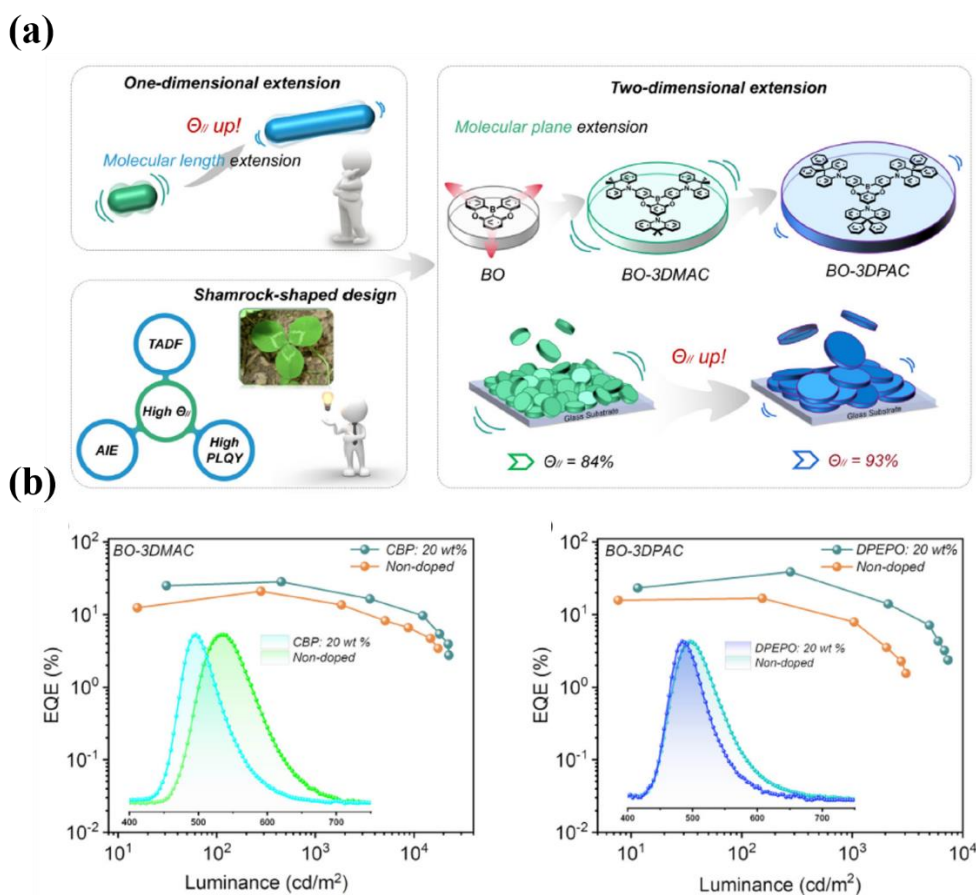 (a)
One-dimensional extension
Θ// up!
Molecular length extension
Shamrock-shaped design
TADF
High Θ//
AIE
High
PLQY
Two-dimensional extension
Molecular plane extension
BO
BO-3DMAC
BO-3DPAC
Θ// up!
Glass Substrate
Glass Substrate
Θ// = 84%
Θ// = 93%
(b)
BO-3DMAC
CBP: 20 wt%
Non-doped
CBP: 20 wt %
Non-doped
EQE (%)
10²
10¹
10⁰
10⁻¹
10⁻²
400 500 600 700
10¹ 10² 10³ 10⁴
Luminance (cd/m²)
BO-3DPAC
DPEPO: 20 wt%
Non-doped
DPEPO: 20 wt %
Non-doped
EQE (%)
10²
10¹
10⁰
10⁻¹
10⁻²
400 500 600 700
10¹ 10² 10³ 10⁴
Luminance (cd/m²)